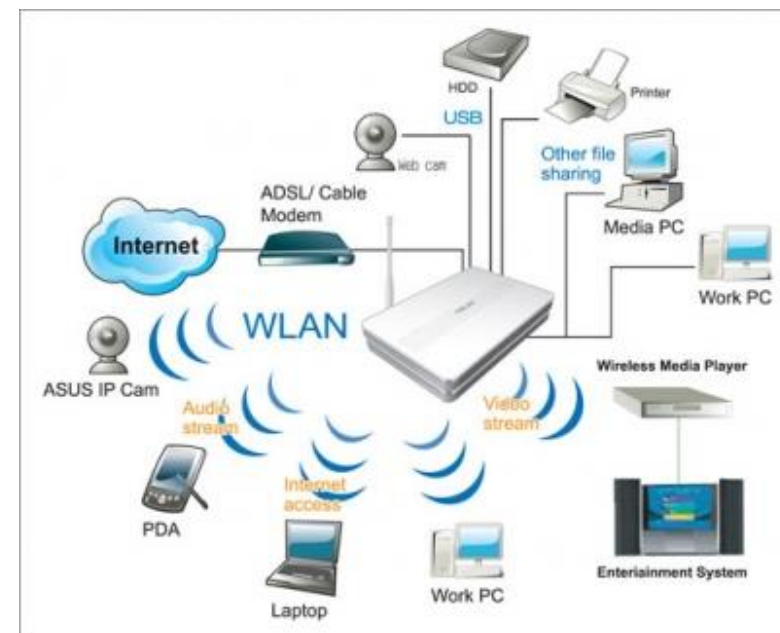 HDD
Printer
USB
Web cam
Other file
sharing
ADSL/ Cable
Modem
Media PC
Internet
Work PC
WLAN
ASUS IP Cam
Wireless Media Player
Audio
stream
Video
stream
Internet
access
PDA
Laptop
Work PC
Enteriainment System